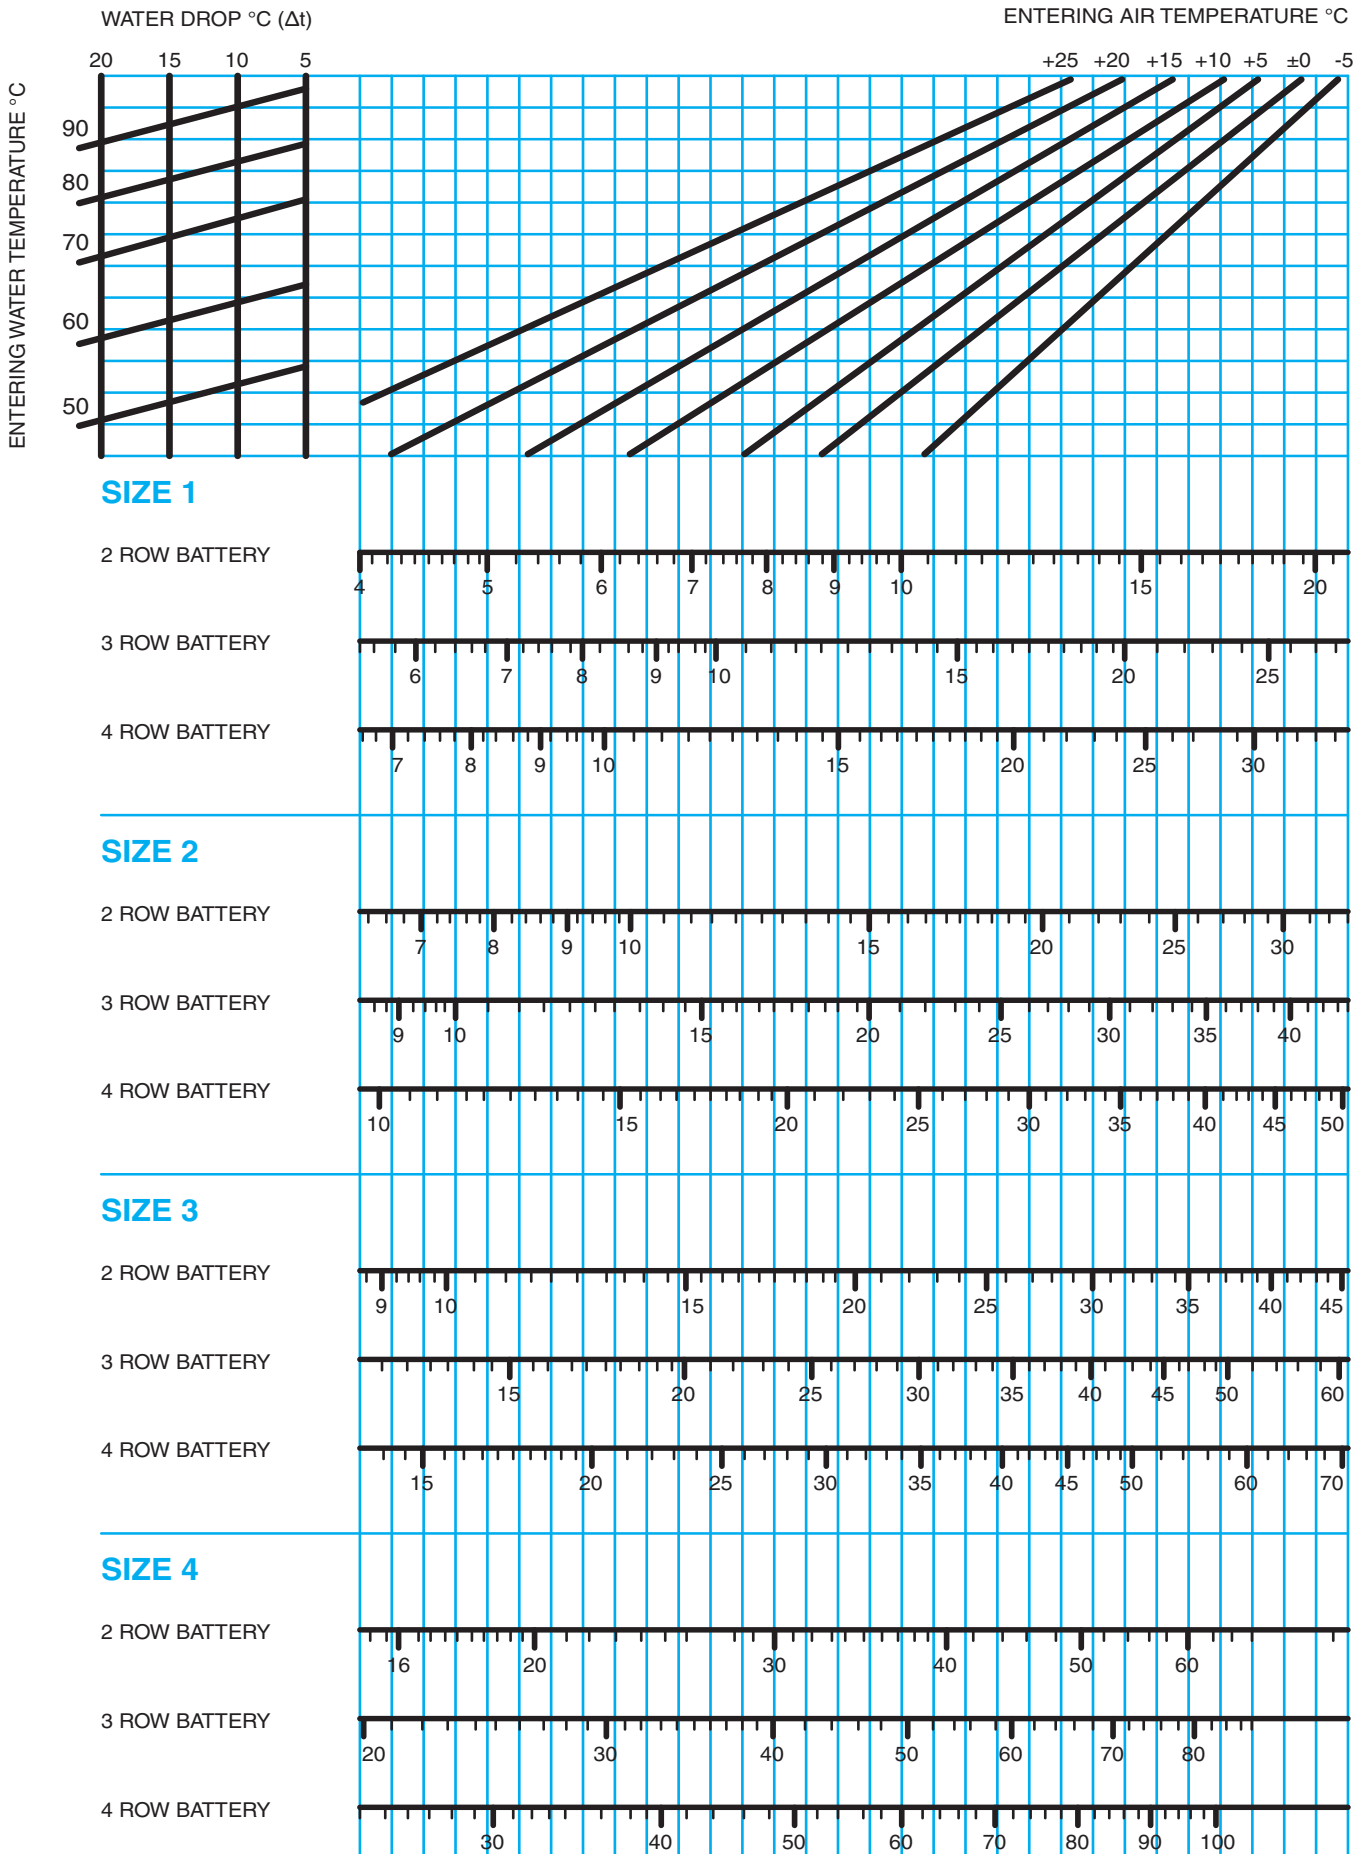 WATER DROP °C (Δt)
ENTERING AIR TEMPERATURE °C
20 15 10 5
+25 +20 +15 +10 +5 ±0 -5
ENTERING WATER TEMPERATURE °C
90
80
70
60
50
SIZE 1
2 ROW BATTERY
4 5 6 7 8 9 10 15 20
3 ROW BATTERY
6 7 8 9 10 15 20 25
4 ROW BATTERY
7 8 9 10 15 20 25 30
SIZE 2
2 ROW BATTERY
7 8 9 10 15 20 25 30
3 ROW BATTERY
9 10 15 20 25 30 35 40
4 ROW BATTERY
10 15 20 25 30 35 40 45 50
SIZE 3
2 ROW BATTERY
9 10 15 20 25 30 35 40 45
3 ROW BATTERY
15 20 25 30 35 40 45 50 60
4 ROW BATTERY
15 20 25 30 35 40 45 50 60 70
SIZE 4
2 ROW BATTERY
16 20 30 40 50 60
3 ROW BATTERY
20 30 40 50 60 70 80
4 ROW BATTERY
30 40 50 60 70 80 90 100